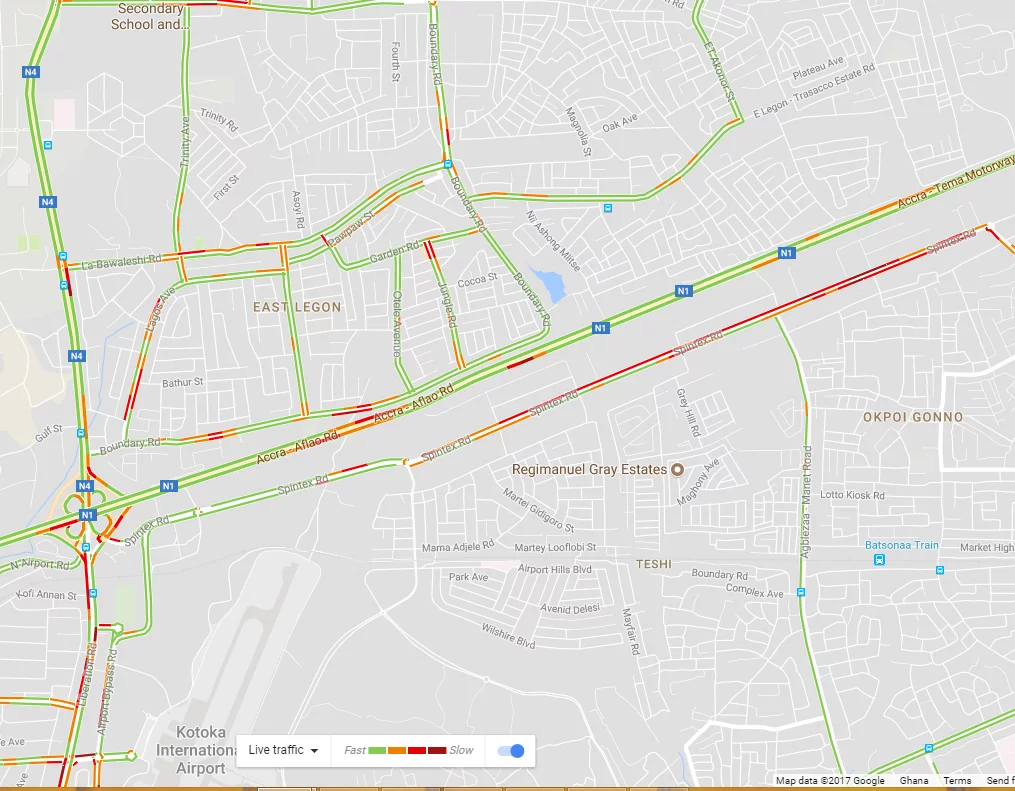 Secondary
School and...
N4
Fourth St
Boundary Rd
ET Akonor St
Plateau Ave
E Legon - Trasacco Estate Rd
Trinity Rd
Trinity Ave
Magnolia St
Oak Ave
First St
N4
Asoyi Rd
Boundary Rd
Accra - Tema Motorway
Pawpaw St
Nii Ashong Mlitse
Spintex Rd
La-Bawaleshi Rd
Garden Rd
N1
Cocoa St
Lagos Ave
EAST LEGON
Olele Avenue
Jungle Rd
Boundary Rd
N1
N1
N4
Spintex Rd
Bathur St
Accra - Aflao Rd
Spintex Rd
Grey Hill Rd
OKPOI GONNO
Gulf St
Boundary Rd
Accra - Aflao Rd
Spintex Rd
Regimanuel Gray Estates
Maghony Ave
N4
N1
Spintex Rd
Martei Gidigoro St
Agblezaa - Manet Road
Lotto Kiosk Rd
N1
Spintex Rd
Mama Adjele Rd
Martey Looflobi St
Batsonaa Train
Market High
N Airport Rd
TESHI
Airport Hills Blvd
Park Ave
Boundary Rd
Complex Ave
Kofi Annan St
Avenid Delesi
Mayfair Rd
Wilshire Blvd
Liberation Rd
Airport Bypass Rd
Kotoka
Internationa
Airport
Live traffic
Fast
Slow
Map data ©2017 Google
Ghana
Terms
Send f